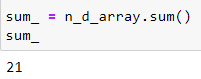 sum_ = n_d_array.sum()
sum_
21